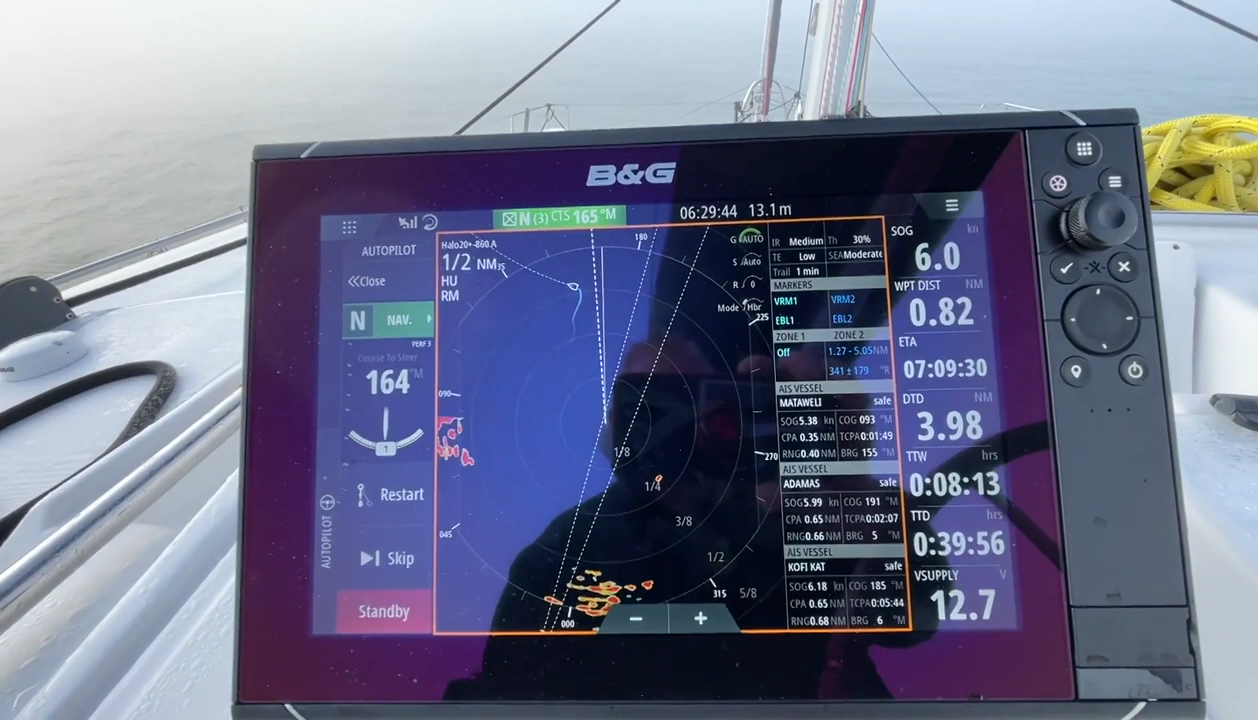 B&G
N (3) CTS 165 °M
06:29:44 13.1 m
AUTOPILOT
Close
N NAV.
PERF 3
Course To Steer
164 °M
1
Restart
Skip
AUTOPILOT
Standby
Halo20+-860 A
1/2 NM
HU
RM
180
225
270
315
000
045
090
1/8
1/4
3/8
1/2
5/8
G AUTO
S Auto
R 0
Mode Hbr
IR Medium Th 30%
TE Low SEA Moderate
Trail 1 min
MARKERS
VRM1 VRM2
EBL1 EBL2
ZONE 1 ZONE 2
Off 1.27 - 5.05 NM
341 ± 179 °R
AIS VESSEL
MATAWELI safe
SOG 5.38 kn COG 093 °M
CPA 0.35 NM TCPA 0:01:49
RNG 0.40 NM BRG 155 °M
AIS VESSEL
ADAMAS safe
SOG 5.99 kn COG 191 °M
CPA 0.65 NM TCPA 0:02:07
RNG 0.66 NM BRG 5 °M
AIS VESSEL
KOFI KAT safe
SOG 6.18 kn COG 185 °M
CPA 0.65 NM TCPA 0:05:44
RNG 0.68 NM BRG 6 °M
− +
SOG kn
6.0
WPT DIST NM
0.82
ETA
07:09:30
DTD NM
3.98
TTW hrs
0:08:13
TTD hrs
0:39:56
VSUPPLY V
12.7